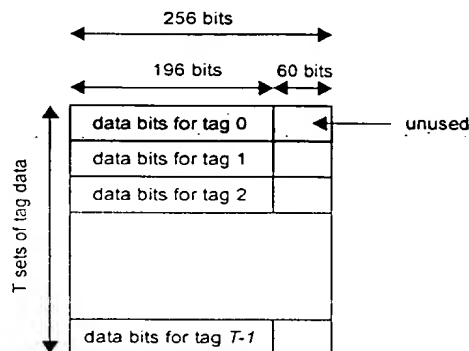 256 bits
196 bits
60 bits
data bits for tag 0
unused
data bits for tag 1
data bits for tag 2
T sets of tag data
data bits for tag T-1